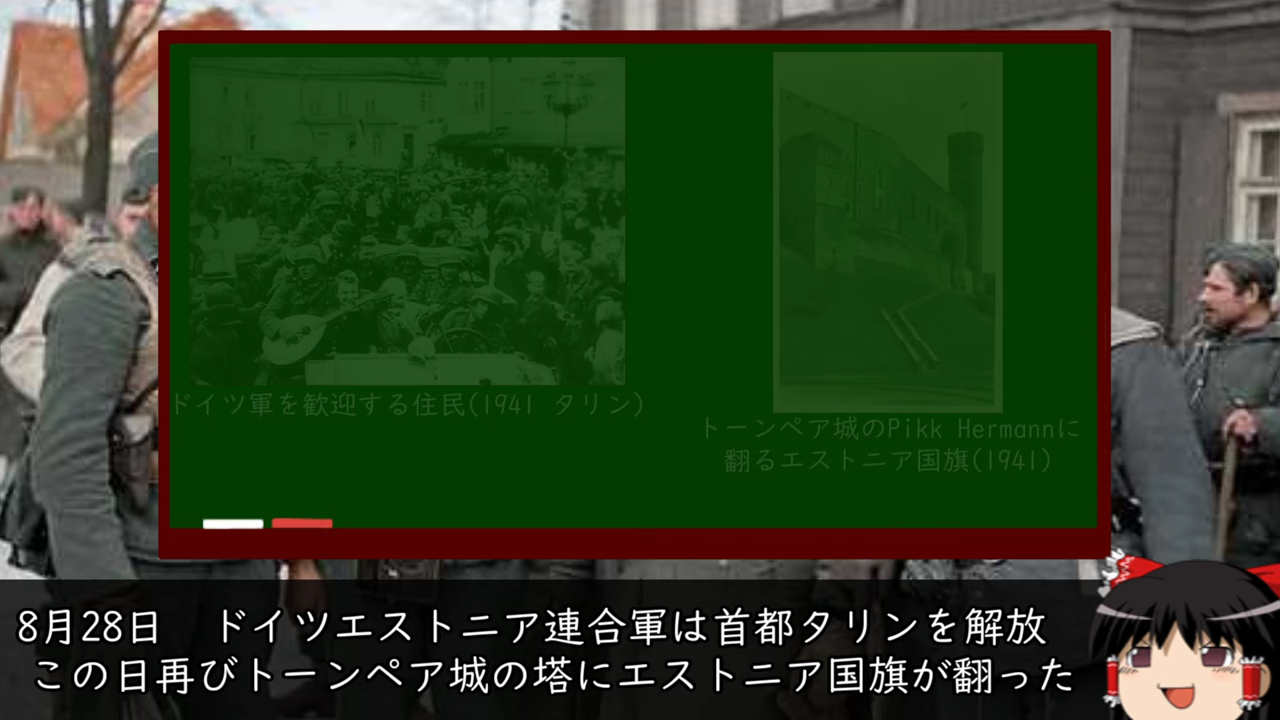 ドイツ軍を歓迎する住民(1941 タリン)
トーンペア城のPikk Hermannに
翻るエストニア国旗(1941)
8月28日 ドイツエストニア連合軍は首都タリンを解放
この日再びトーンペア城の塔にエストニア国旗が翻った